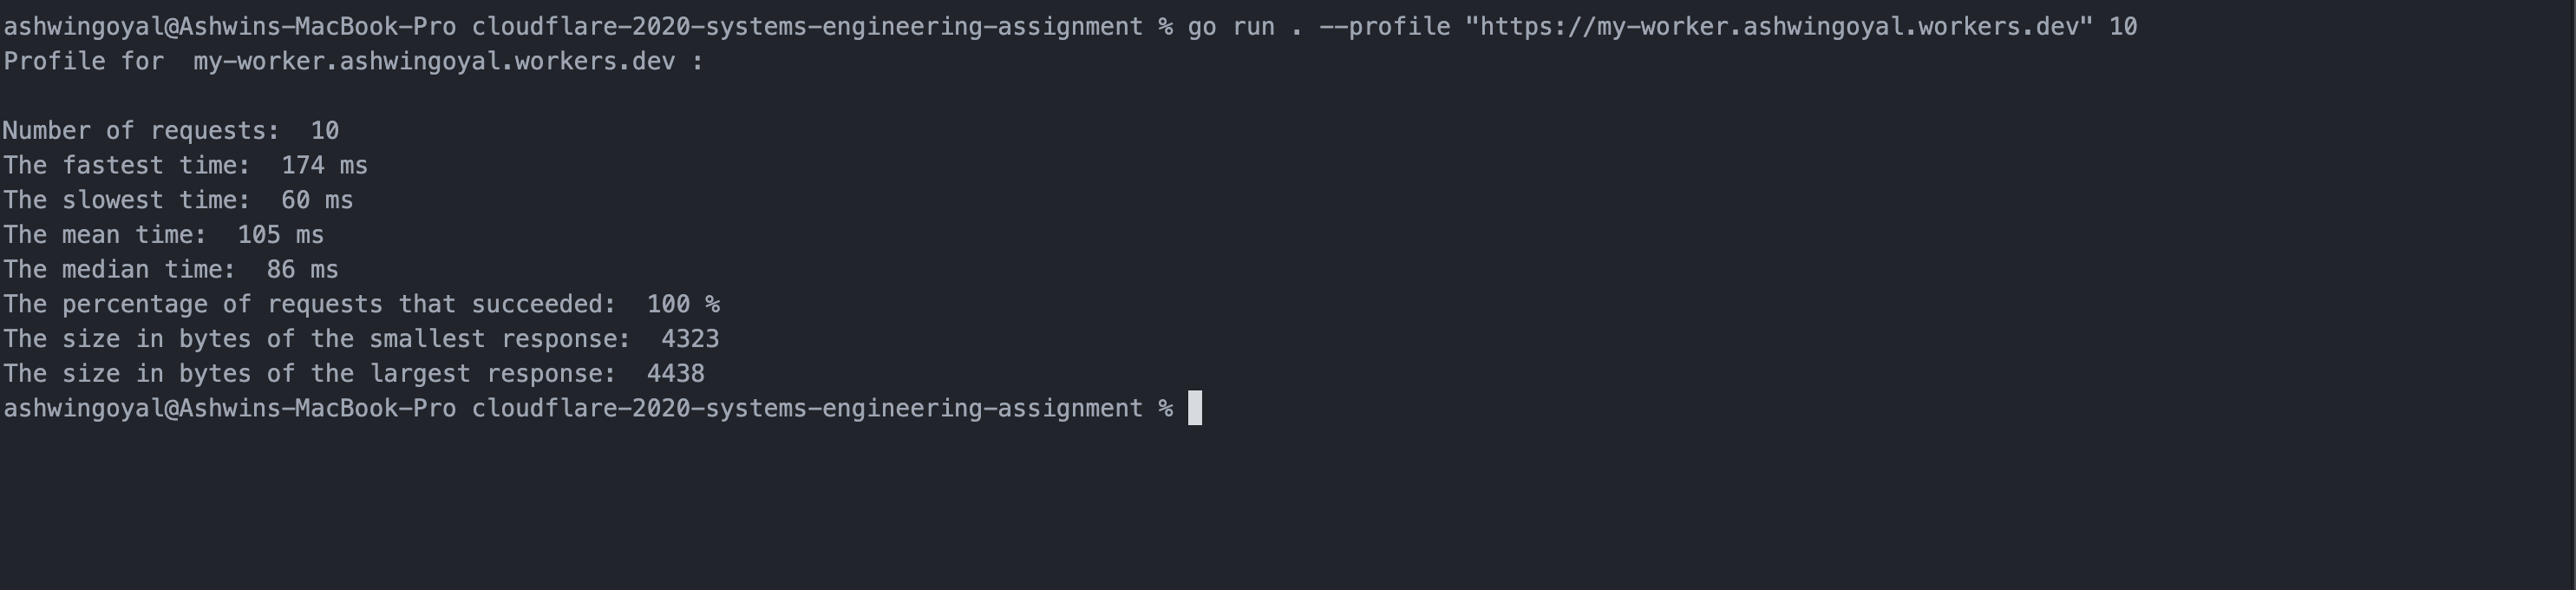 ashwingoyal@Ashwins-MacBook-Pro cloudflare-2020-systems-engineering-assignment % go run . --profile "https://my-worker.ashwingoyal.workers.dev" 10
Profile for  my-worker.ashwingoyal.workers.dev :
Number of requests:  10
The fastest time:  174 ms
The slowest time:  60 ms
The mean time:  105 ms
The median time:  86 ms
The percentage of requests that succeeded:  100 %
The size in bytes of the smallest response:  4323
The size in bytes of the largest response:  4438
ashwingoyal@Ashwins-MacBook-Pro cloudflare-2020-systems-engineering-assignment %